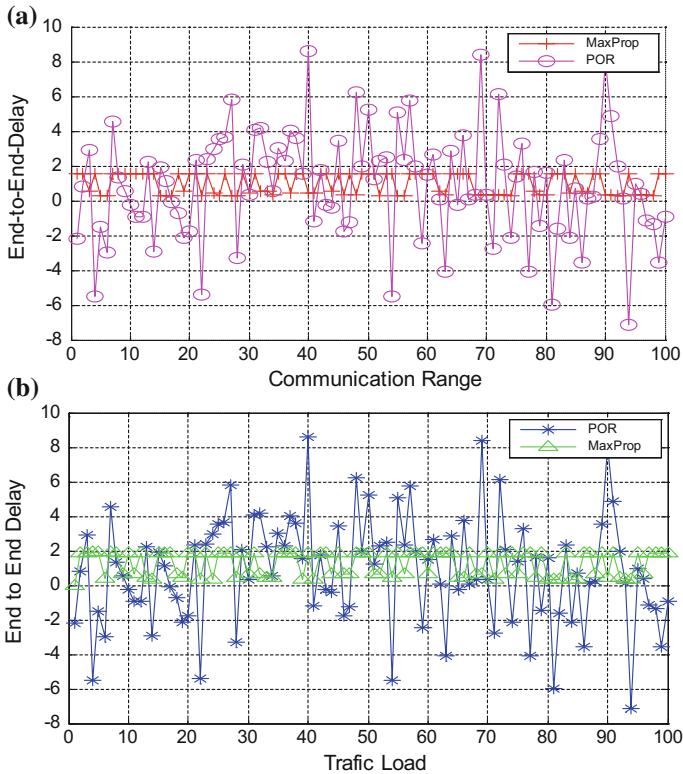 (a)
10
8
6
4
2
0
-2
-4
-6
-8
End-to-End-Delay
MaxProp
POR
0 10 20 30 40 50 60 70 80 90 100
Communication Range
(b)
10
8
6
4
2
0
-2
-4
-6
-8
End to End Delay
POR
MaxProp
0 10 20 30 40 50 60 70 80 90 100
Trafic Load